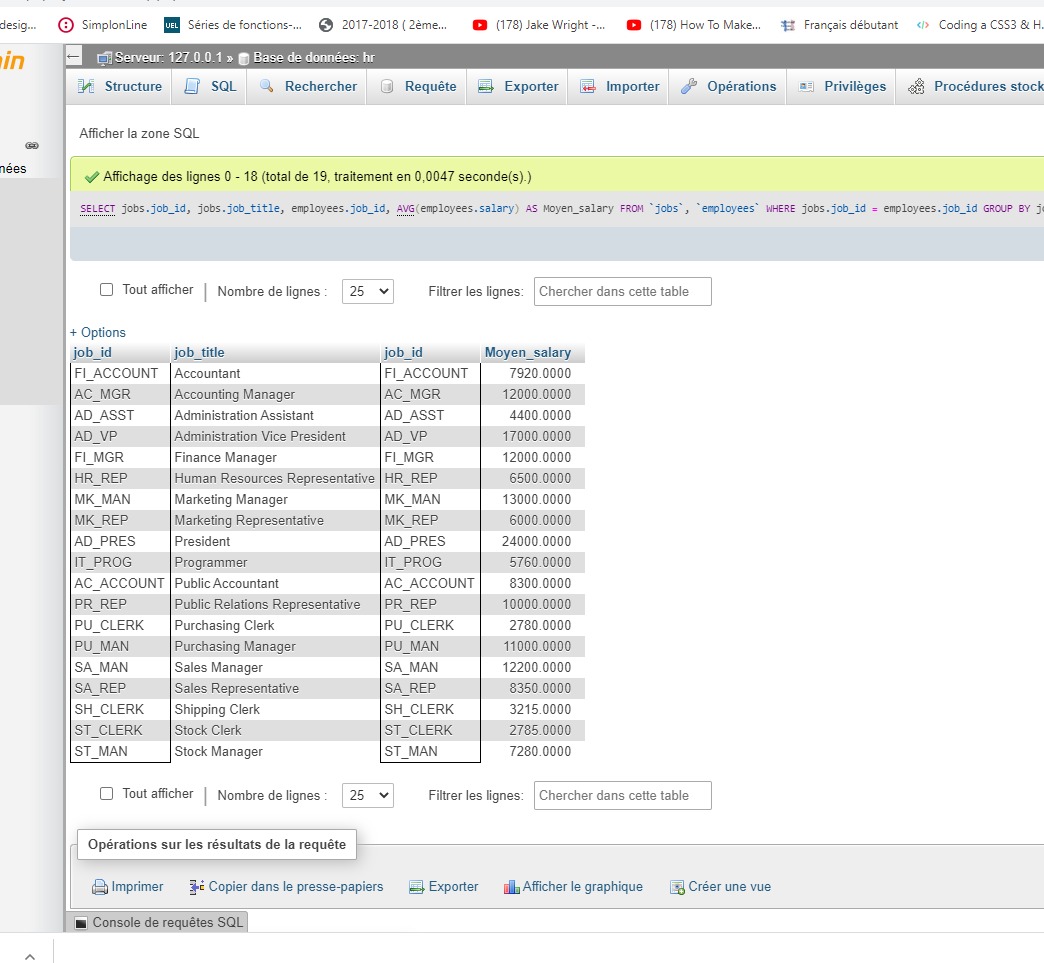 desig... SimplonLine UEL Séries de fonctions-... 2017-2018 ( 2ème... (178) Jake Wright -... (178) How To Make... Français débutant Coding a CSS3 & H
in
Serveur: 127.0.0.1 » Base de données: hr
Structure SQL Rechercher Requête Exporter Importer Opérations Privilèges Procédures stock
Afficher la zone SQL
nées
Affichage des lignes 0 - 18 (total de 19, traitement en 0,0047 seconde(s).)
SELECT jobs.job_id, jobs.job_title, employees.job_id, AVG(employees.salary) AS Moyen_salary FROM `jobs`, `employees` WHERE jobs.job_id = employees.job_id GROUP BY jo
Tout afficher | Nombre de lignes : 25 Filtrer les lignes: Chercher dans cette table
+ Options
job_id job_title job_id Moyen_salary
FI_ACCOUNT Accountant FI_ACCOUNT 7920.0000
AC_MGR Accounting Manager AC_MGR 12000.0000
AD_ASST Administration Assistant AD_ASST 4400.0000
AD_VP Administration Vice President AD_VP 17000.0000
FI_MGR Finance Manager FI_MGR 12000.0000
HR_REP Human Resources Representative HR_REP 6500.0000
MK_MAN Marketing Manager MK_MAN 13000.0000
MK_REP Marketing Representative MK_REP 6000.0000
AD_PRES President AD_PRES 24000.0000
IT_PROG Programmer IT_PROG 5760.0000
AC_ACCOUNT Public Accountant AC_ACCOUNT 8300.0000
PR_REP Public Relations Representative PR_REP 10000.0000
PU_CLERK Purchasing Clerk PU_CLERK 2780.0000
PU_MAN Purchasing Manager PU_MAN 11000.0000
SA_MAN Sales Manager SA_MAN 12200.0000
SA_REP Sales Representative SA_REP 8350.0000
SH_CLERK Shipping Clerk SH_CLERK 3215.0000
ST_CLERK Stock Clerk ST_CLERK 2785.0000
ST_MAN Stock Manager ST_MAN 7280.0000
Tout afficher | Nombre de lignes : 25 Filtrer les lignes: Chercher dans cette table
Opérations sur les résultats de la requête
Imprimer Copier dans le presse-papiers Exporter Afficher le graphique Créer une vue
Console de requêtes SQL